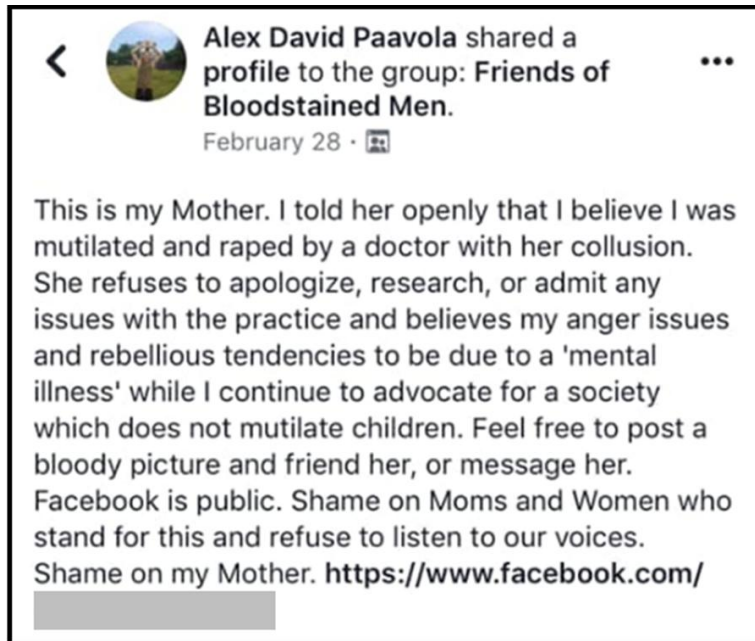 Alex David Paavola shared a
profile to the group: Friends of
Bloodstained Men.
February 28 ·
This is my Mother. I told her openly that I believe I was
mutilated and raped by a doctor with her collusion.
She refuses to apologize, research, or admit any
issues with the practice and believes my anger issues
and rebellious tendencies to be due to a 'mental
illness' while I continue to advocate for a society
which does not mutilate children. Feel free to post a
bloody picture and friend her, or message her.
Facebook is public. Shame on Moms and Women who
stand for this and refuse to listen to our voices.
Shame on my Mother. https://www.facebook.com/